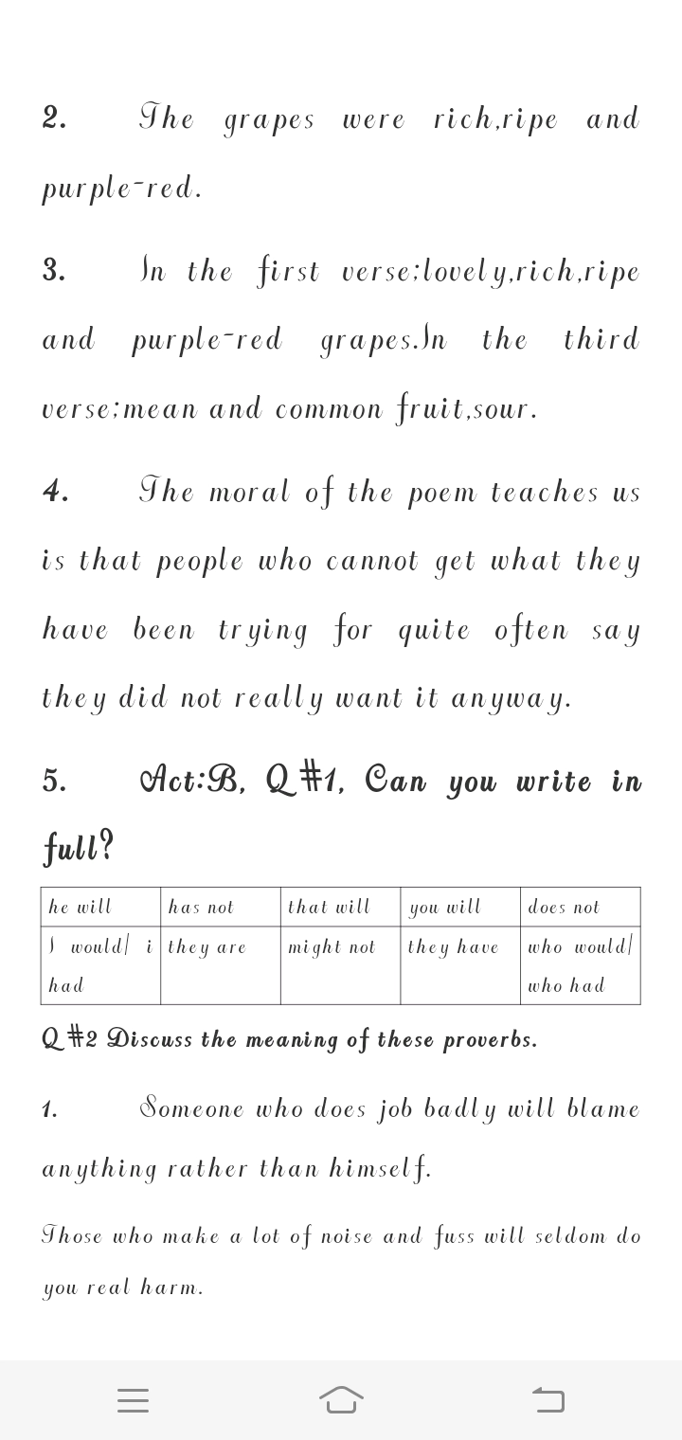 2. The grapes were rich,ripe and
purple-red.
3. In the first verse;lovely,rich,ripe
and purple-red grapes.In the third
verse;mean and common fruit,sour.
4. The moral of the poem teaches us
is that people who cannot get what they
have been trying for quite often say
they did not really want it anyway.
5. Act:B, Q#1, Can you write in
full?
he will has not that will you will does not
I would/ i they are might not they have who would/
had who had
Q#2 Discuss the meaning of these proverbs.
1. Someone who does job badly will blame
anything rather than himself.
Those who make a lot of noise and fuss will seldom do
you real harm.